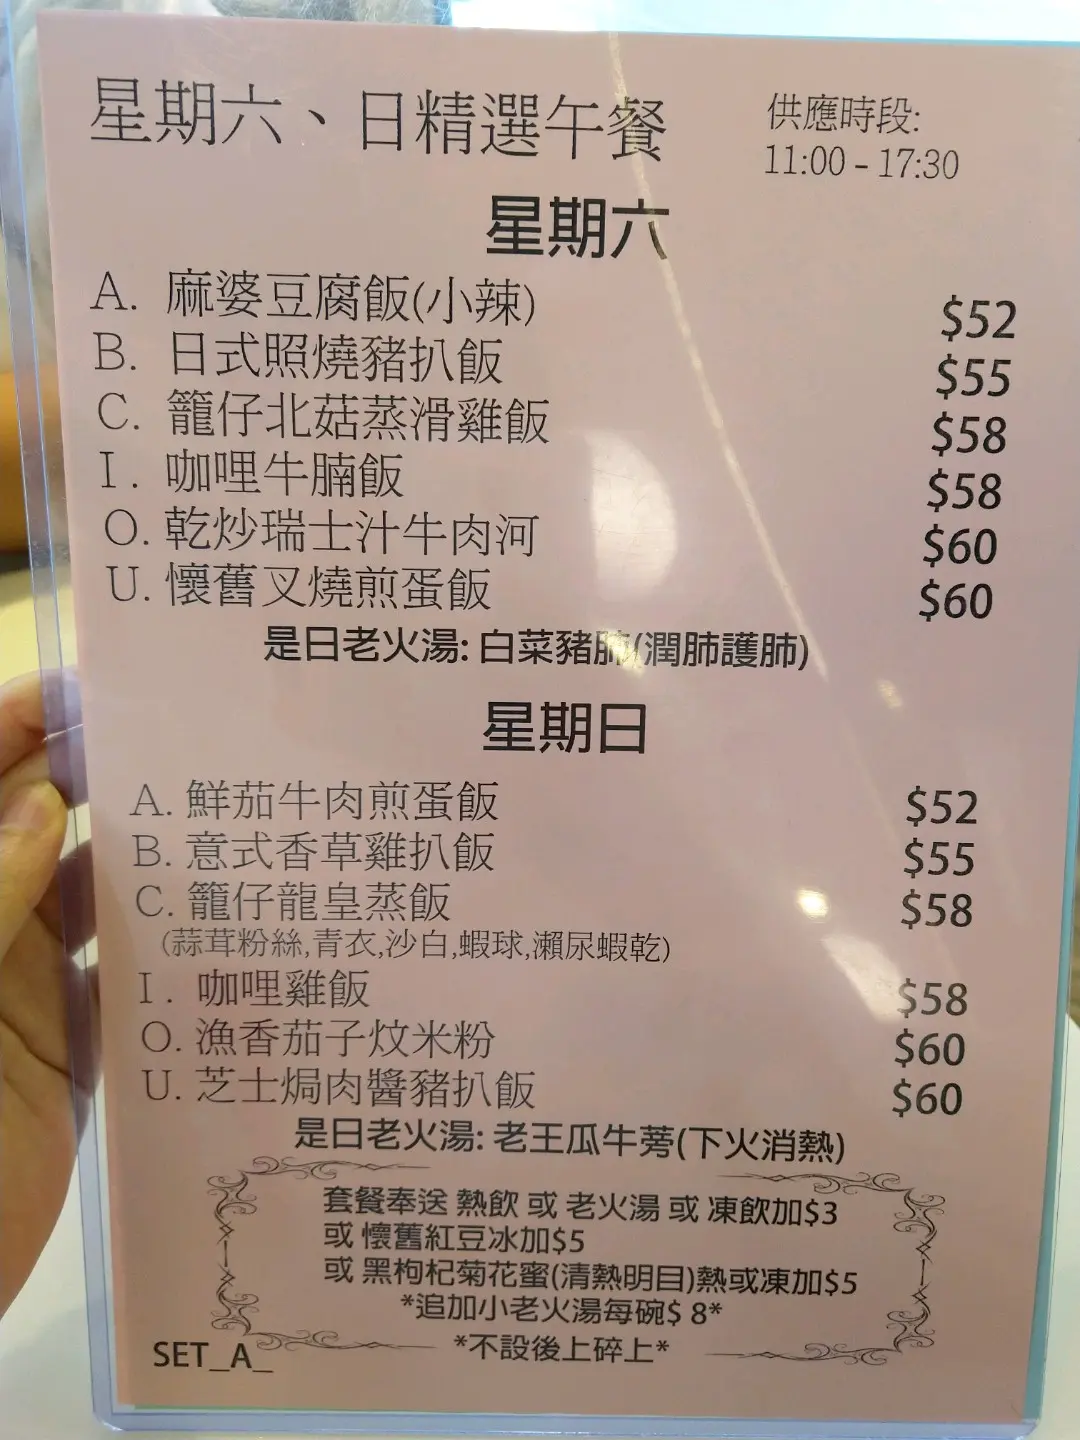 星期六、日精選午餐
供應時段:
11:00 - 17:30
星期六
A. 麻婆豆腐飯(小辣) $52
B. 日式照燒豬扒飯 $55
C. 籠仔北菇蒸滑雞飯 $58
I. 咖哩牛腩飯 $58
O. 乾炒瑞士汁牛肉河 $60
U. 懷舊叉燒煎蛋飯 $60
是日老火湯: 白菜豬肺(潤肺護肺)
星期日
A. 鮮茄牛肉煎蛋飯 $52
B. 意式香草雞扒飯 $55
C. 籠仔龍皇蒸飯 $58
(蒜茸粉絲,青衣,沙白,蝦球,瀨尿蝦乾)
I. 咖哩雞飯 $58
O. 漁香茄子炆米粉 $60
U. 芝士焗肉醬豬扒飯 $60
是日老火湯: 老王瓜牛蒡(下火消熱)
套餐奉送 熱飲 或 老火湯 或 凍飲加$3
或 懷舊紅豆冰加$5
或 黑枸杞菊花蜜(清熱明目)熱或凍加$5
*追加小老火湯每碗$ 8*
*不設後上碎上*
SET_A_